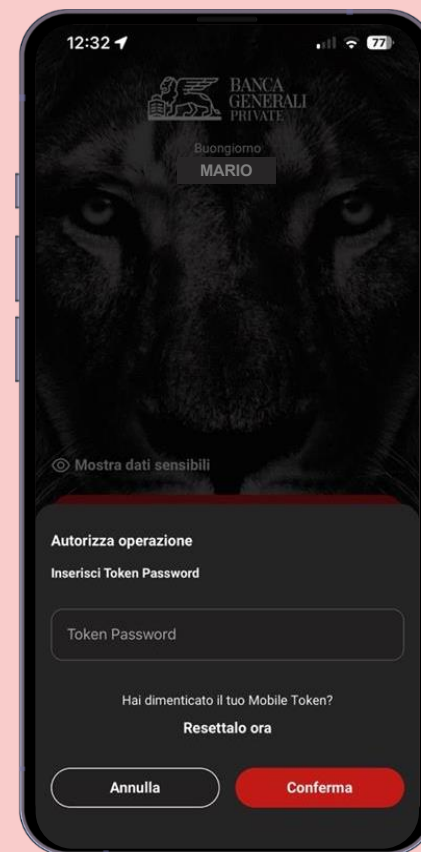 12:32
77
BANCA
GENERALI
PRIVATE
Buongiorno
MARIO
Mostra dati sensibili
Autorizza operazione
Inserisci Token Password
Token Password
Hai dimenticato il tuo Mobile Token?
Resettalo ora
Annulla
Conferma